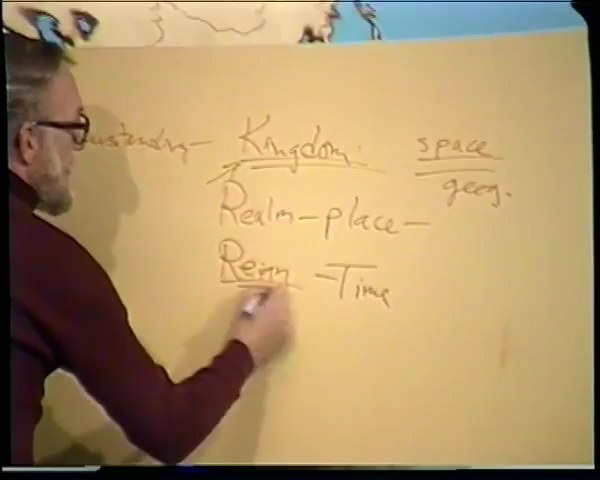 Kingdom space
geog.
Realm - place -
Reign - Time